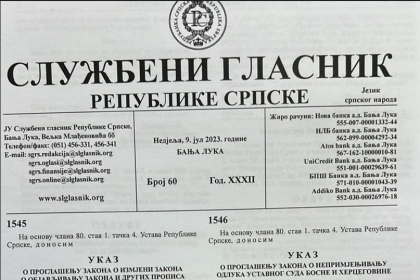 СЛУЖБЕНИ ГЛАСНИК
РЕПУБЛИКЕ СРПСКЕ
Језик
српског народа
ЈУ Службени гласник Републике Српске,
Бања Лука, Вељка Млађеновића бб
Телефон/факс: (051) 456-331, 456-341
E-mail: sgrs.redakcija@slglasnik.org
sgrs.oglasi@slglasnik.org
sgrs.finansije@slglasnik.org
sgrs.online@slglasnik.org
www.slglasnik.org
Недјеља, 9. јул 2023. године
БАЊА ЛУКА
Број 60 Год. XXXII
Жиро рачуни: Нова банка а.д. Бања Лука
555-007-00001332-44
НЛБ банка а.д. Бања Лука
562-099-00004292-34
Atos bank а.д. Бања Лука
567-162-10000010-81
UniCredit Bank а.д. Бања Лука
551-001-00029639-61
БПШ Банка а.д. Бања Лука
571-010-00001043-39
Addiko Bank а.д. Бања Лука
552-030-00026976-18
1545
На основу члана 80. став 1. тачка 4. Устава Републике
Српске, доносим
УКАЗ
О ПРОГЛАШЕЊУ ЗАКОНА О ИЗМЈЕНИ ЗАКОНА
О ОБЈАВЉИВАЊУ ЗАКОНА И ДРУГИХ ПРОПИСА
1546
На основу члана 80. став 1. тачка 4. Устава Републике
Српске, доносим
УКАЗ
О ПРОГЛАШЕЊУ ЗАКОНА О НЕПРИМЈЕЊИВАЊУ
ОДЛУКА УСТАВНОГ СУДА БОСНЕ И ХЕРЦЕГОВИНЕ